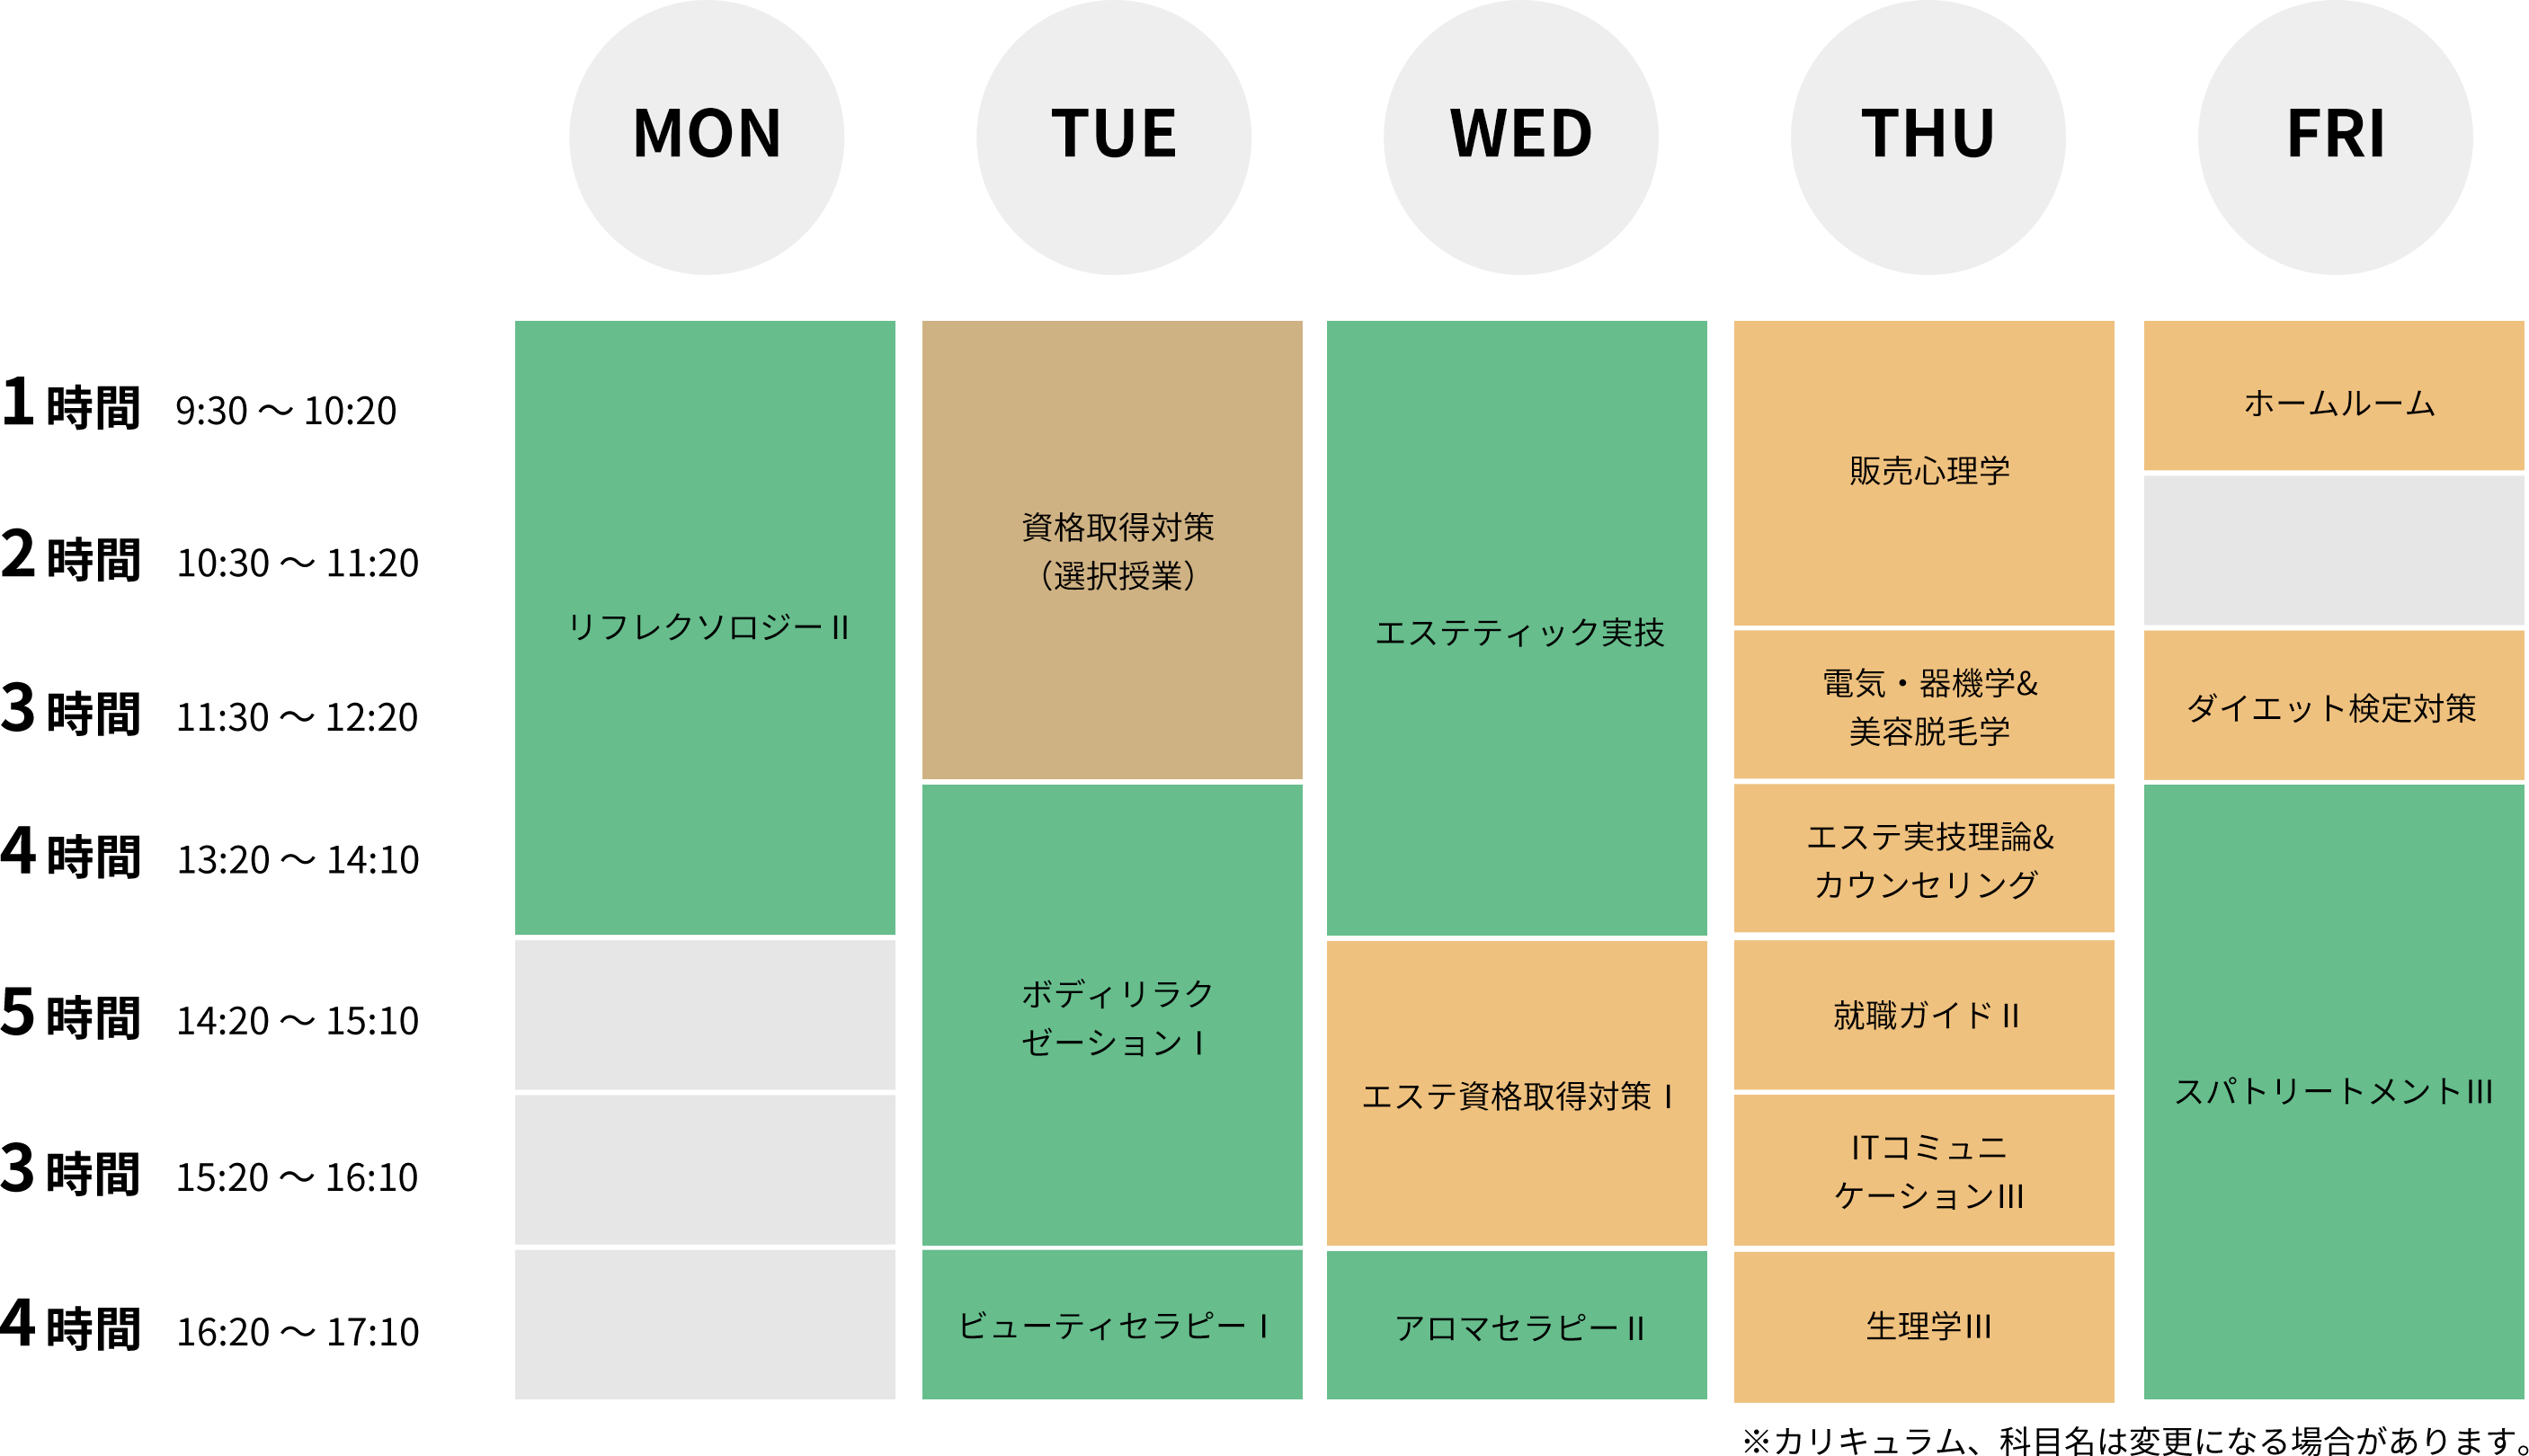 MON
TUE
WED
THU
FRI
1 時間 9:30 〜 10:20
2 時間 10:30 〜 11:20
3 時間 11:30 〜 12:20
4 時間 13:20 〜 14:10
5 時間 14:20 〜 15:10
3 時間 15:20 〜 16:10
4 時間 16:20 〜 17:10
リフレクソロジーⅡ
資格取得対策
（選択授業）
ボディリラク
ゼーションⅠ
ビューティセラピーⅠ
エステティック実技
エステ資格取得対策Ⅰ
アロマセラピーⅡ
販売心理学
電気・器機学&
美容脱毛学
エステ実技理論&
カウンセリング
就職ガイドⅡ
ITコミュニ
ケーションⅢ
生理学Ⅲ
ホームルーム
ダイエット検定対策
スパトリートメントⅢ
※カリキュラム、科目名は変更になる場合があります。